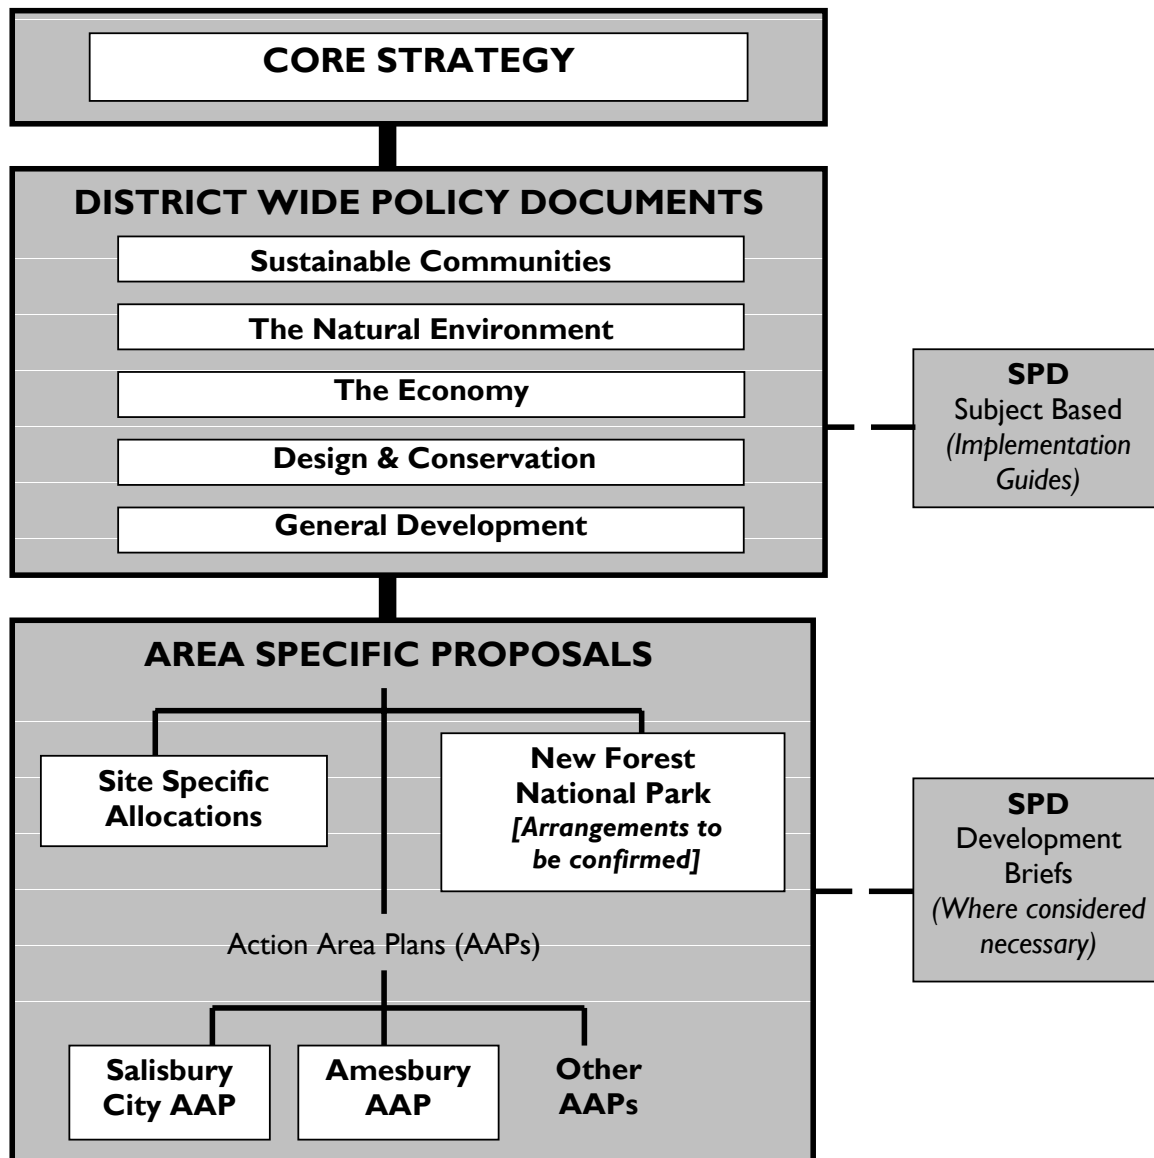 CORE STRATEGY
DISTRICT WIDE POLICY DOCUMENTS
Sustainable Communities
The Natural Environment
The Economy
Design & Conservation
General Development
SPD
Subject Based
(Implementation
Guides)
AREA SPECIFIC PROPOSALS
Site Specific
Allocations
New Forest
National Park
[Arrangements to
be confirmed]
SPD
Development
Briefs
(Where considered
necessary)
Action Area Plans (AAPs)
Salisbury
City AAP
Amesbury
AAP
Other
AAPs